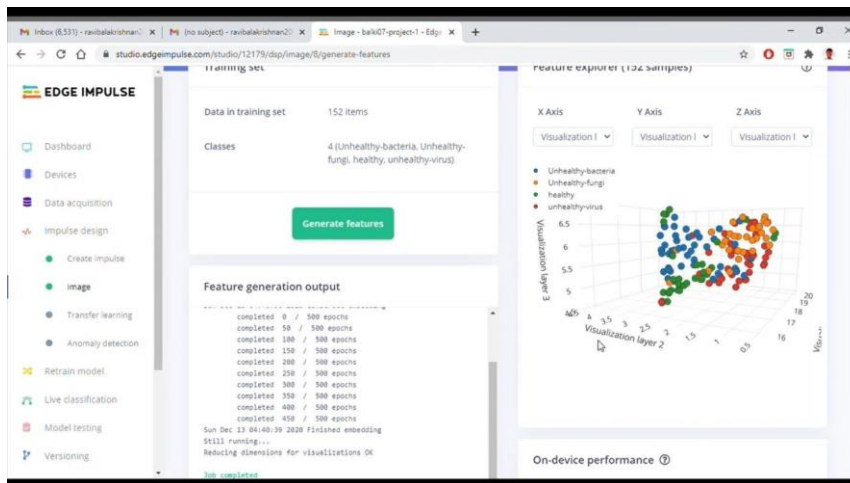 Inbox (6,531) - ravibalakrishnan2
(no subject) - ravibalakrishnan20
Image - balki07-project-1 - Edge
studio.edgeimpulse.com/studio/12179/dsp/image/8/generate-features
EDGE IMPULSE
Dashboard
Devices
Data acquisition
Impulse design
Create impulse
Image
Transfer learning
Anomaly detection
Retrain model
Live classification
Model testing
Versioning
Training set
Data in training set 152 items
Classes 4 (Unhealthy-bacteria, Unhealthy-
fungi, healthy, unhealthy-virus)
Generate features
Feature generation output
completed 0 / 500 epochs
completed 50 / 500 epochs
completed 100 / 500 epochs
completed 150 / 500 epochs
completed 200 / 500 epochs
completed 250 / 500 epochs
completed 300 / 500 epochs
completed 350 / 500 epochs
completed 400 / 500 epochs
completed 450 / 500 epochs
Sun Dec 13 04:40:39 2020 Finished embedding
Still running...
Reducing dimensions for visualizations OK
Job completed
Feature explorer (152 samples)
X Axis Y Axis Z Axis
Visualization l Visualization l Visualization l
Unhealthy-bacteria
Unhealthy-fungi
healthy
unhealthy-virus
Visualization layer 3
6.5
6
5.5
5
4 3.5 3 2.5 2 1.5 1 0.5
Visualization layer 2
20
19
18
17
16
On-device performance